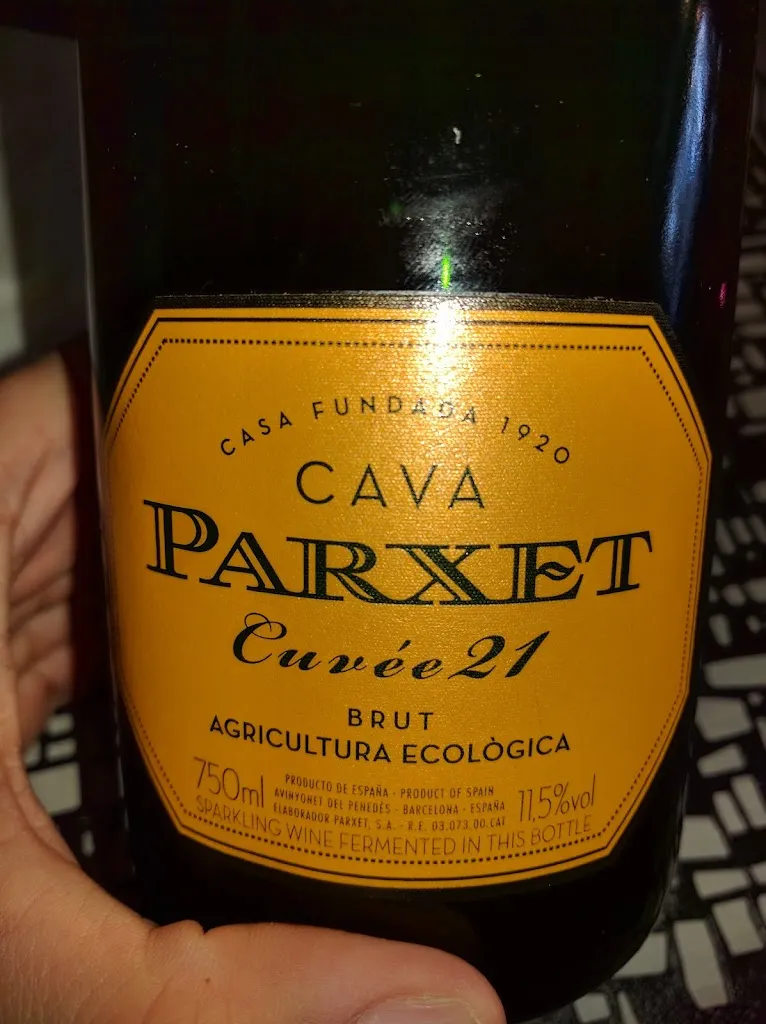 CASA FUNDADA 1920
CAVA
PARXET
Cuvée 21
BRUT
AGRICULTURA ECOLÒGICA
750ml
PRODUCTO DE ESPAÑA - PRODUCT OF SPAIN
AVINYONET DEL PENEDÈS - BARCELONA - ESPAÑA
ELABORADOR PARXET, S.A. - R.E. 03.073.00.CAT
11,5%vol
SPARKLING WINE FERMENTED IN THIS BOTTLE